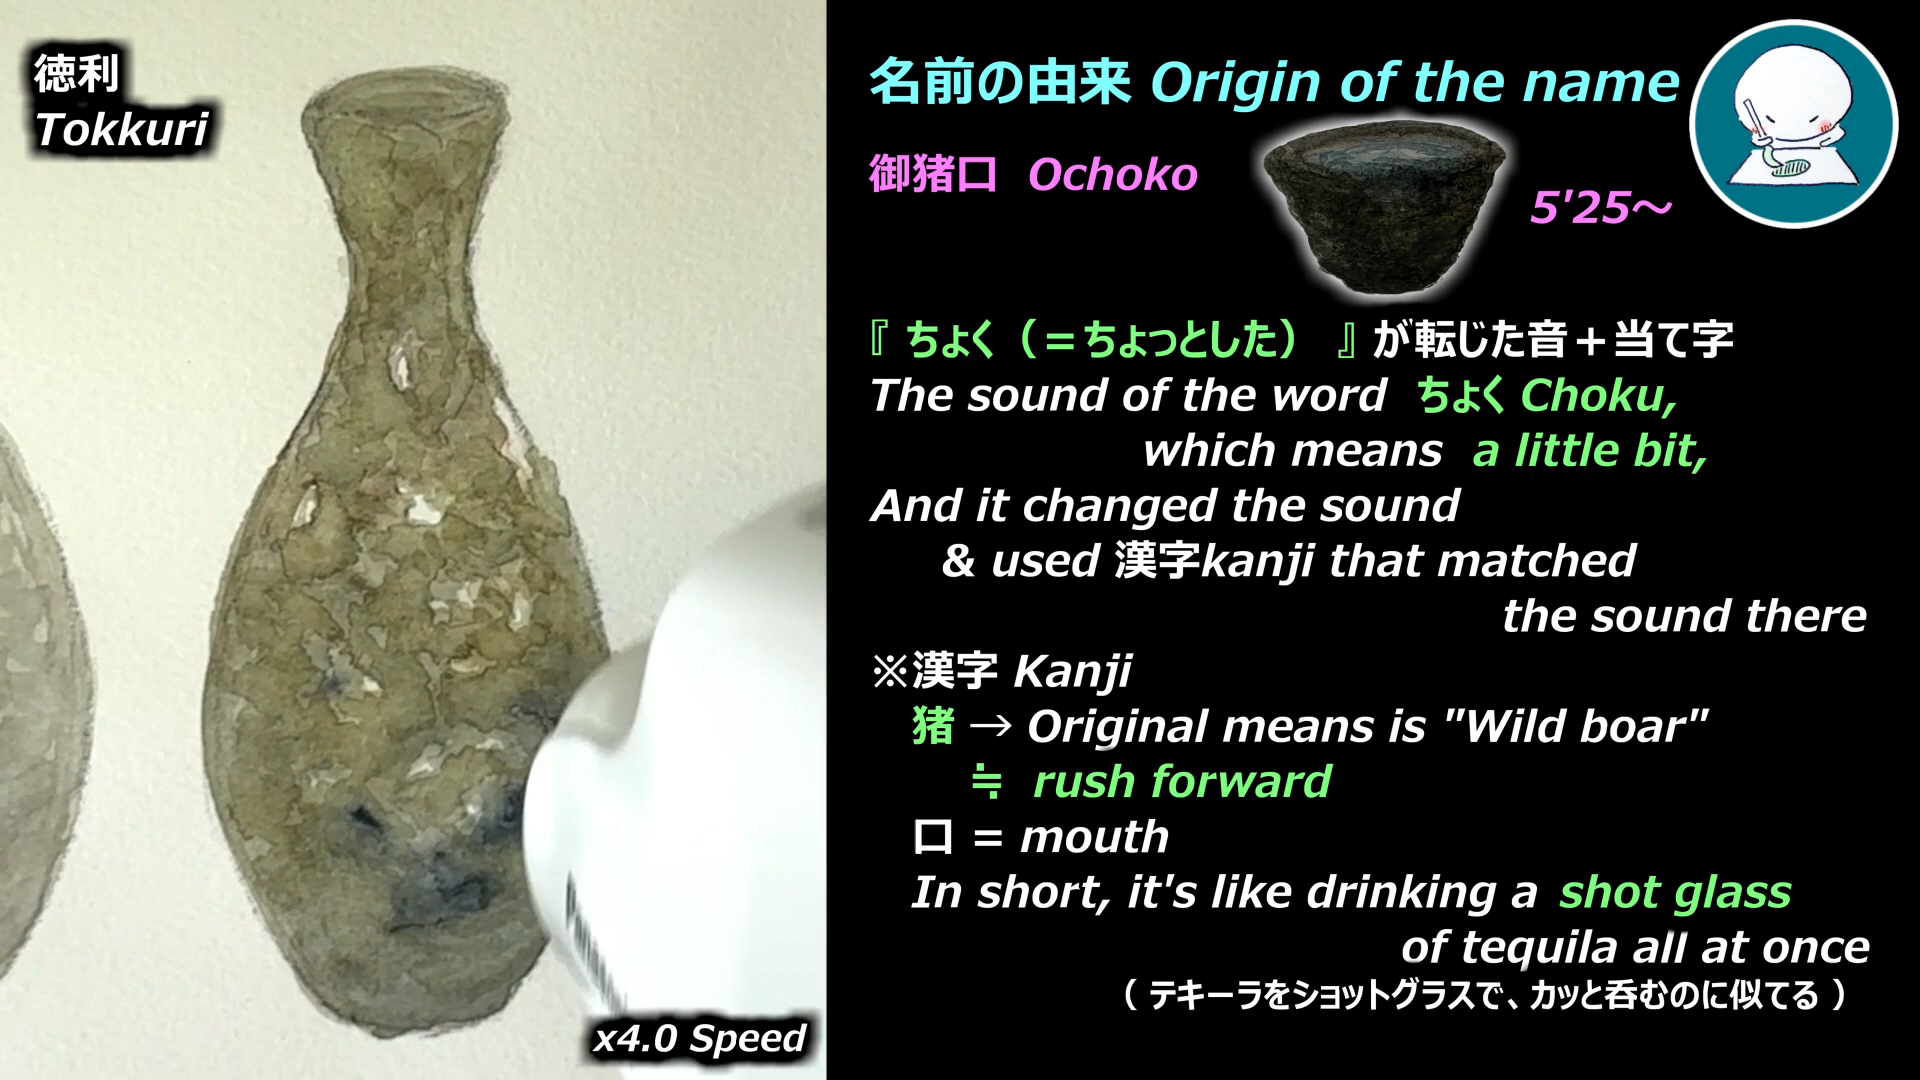 徳利
Tokkuri
x4.0 Speed
名前の由来 Origin of the name
御猪口 Ochoko
5'25～
『 ちょく（＝ちょっとした） 』 が転じた音＋当て字
The sound of the word ちょく Choku,
which means a little bit,
And it changed the sound
& used 漢字kanji that matched
the sound there
※漢字 Kanji
猪 → Original means is "Wild boar"
≒ rush forward
口 = mouth
In short, it's like drinking a shot glass
of tequila all at once
（ テキーラをショットグラスで、カッと呑むのに似てる ）